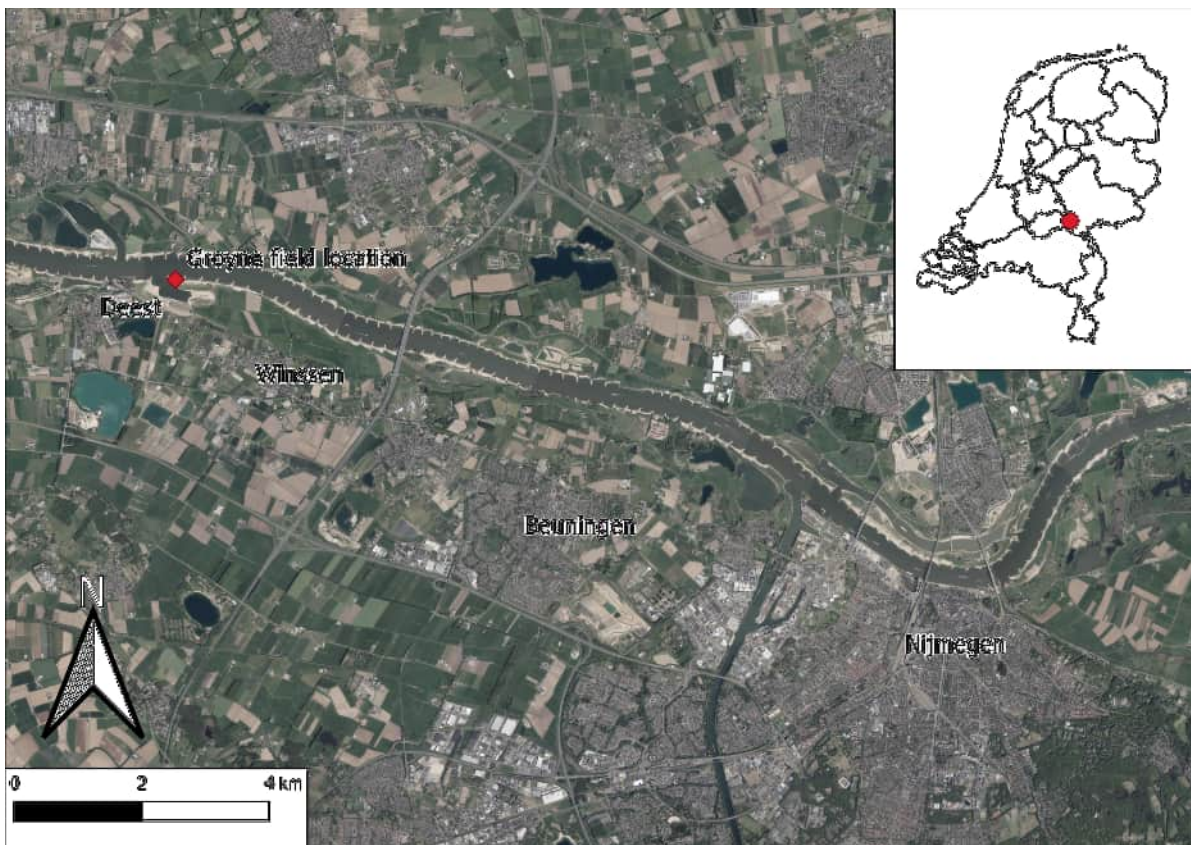 Groyne field location
Deest
Winssen
Beuningen
N
Nijmegen
0 2 4 km